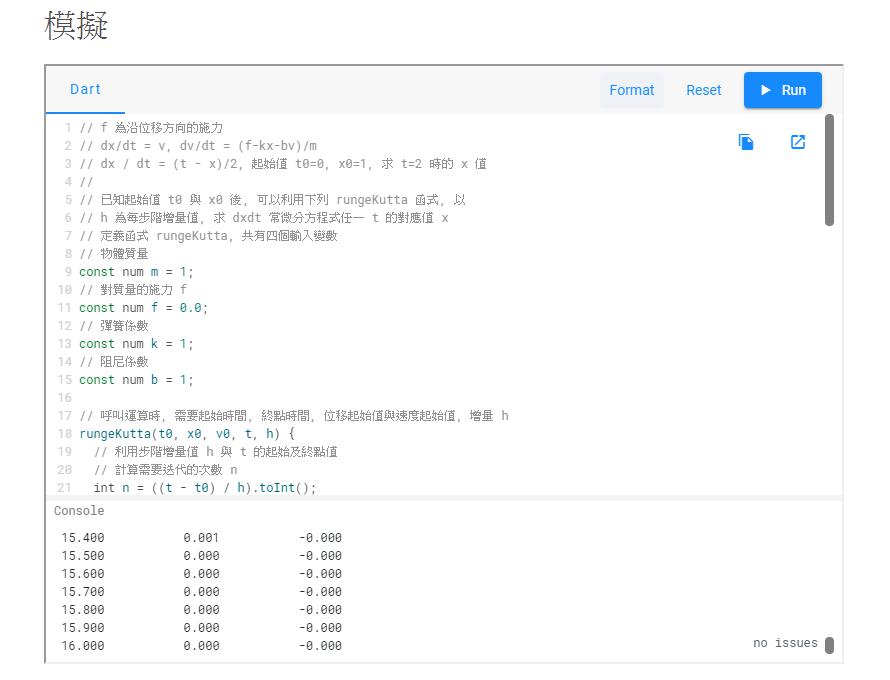 模擬
Dart
Format Reset Run
1 // f 為沿位移方向的施力
2 // dx/dt = v, dv/dt = (f-kx-bv)/m
3 // dx / dt = (t - x)/2, 起始值 t0=0, x0=1, 求 t=2 時的 x 值
4 //
5 // 已知起始值 t0 與 x0 後, 可以利用下列 rungeKutta 函式, 以
6 // h 為每步階增量值, 求 dxdt 常微分方程式任一 t 的對應值 x
7 // 定義函式 rungeKutta, 共有四個輸入變數
8 // 物體質量
9 const num m = 1;
10 // 對質量的施力 f
11 const num f = 0.0;
12 // 彈簧係數
13 const num k = 1;
14 // 阻尼係數
15 const num b = 1;
16
17 // 呼叫運算時, 需要起始時間, 終點時間, 位移起始值與速度起始值, 增量 h
18 rungeKutta(t0, x0, v0, t, h) {
19 // 利用步階增量值 h 與 t 的起始及終點值
20 // 計算需要迭代的次數 n
21 int n = ((t - t0) / h).toInt();
Console
15.400 0.001 -0.000
15.500 0.000 -0.000
15.600 0.000 -0.000
15.700 0.000 -0.000
15.800 0.000 -0.000
15.900 0.000 -0.000
16.000 0.000 -0.000
no issues